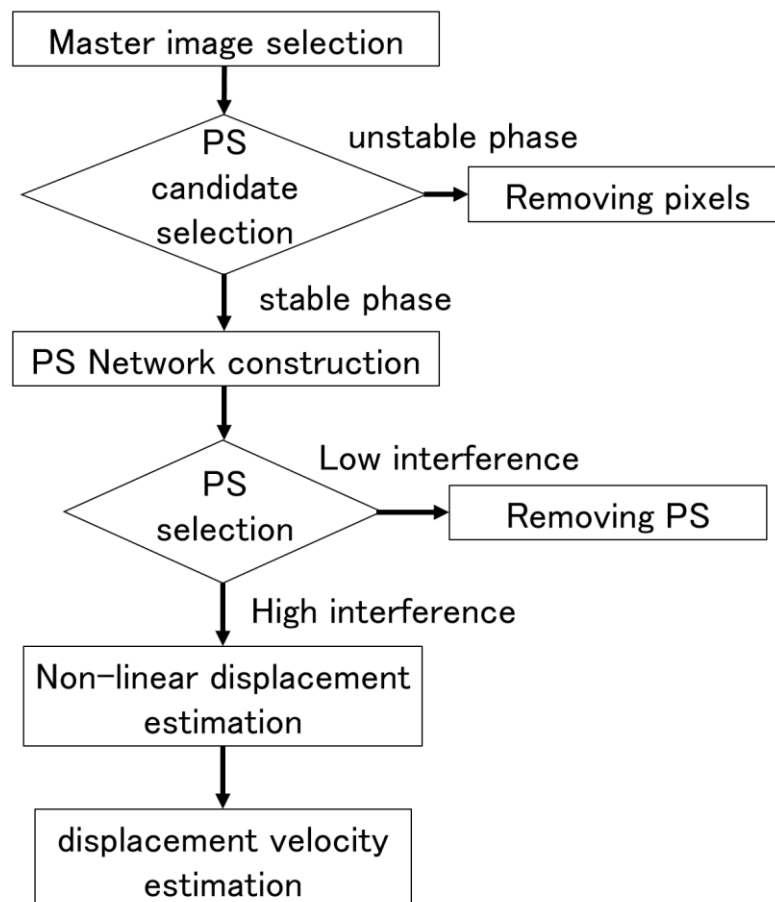 Master image selection
PS
candidate
selection
unstable phase
Removing pixels
stable phase
PS Network construction
PS
selection
Low interference
Removing PS
High interference
Non-linear displacement
estimation
displacement velocity
estimation